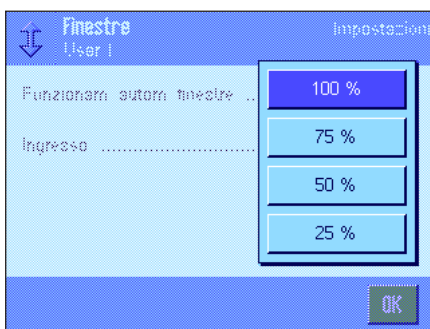 Finestre
User 1
Impostazioni
Funzionam autom finestre ..
Ingresso ............................
100 %
75 %
50 %
25 %
OK